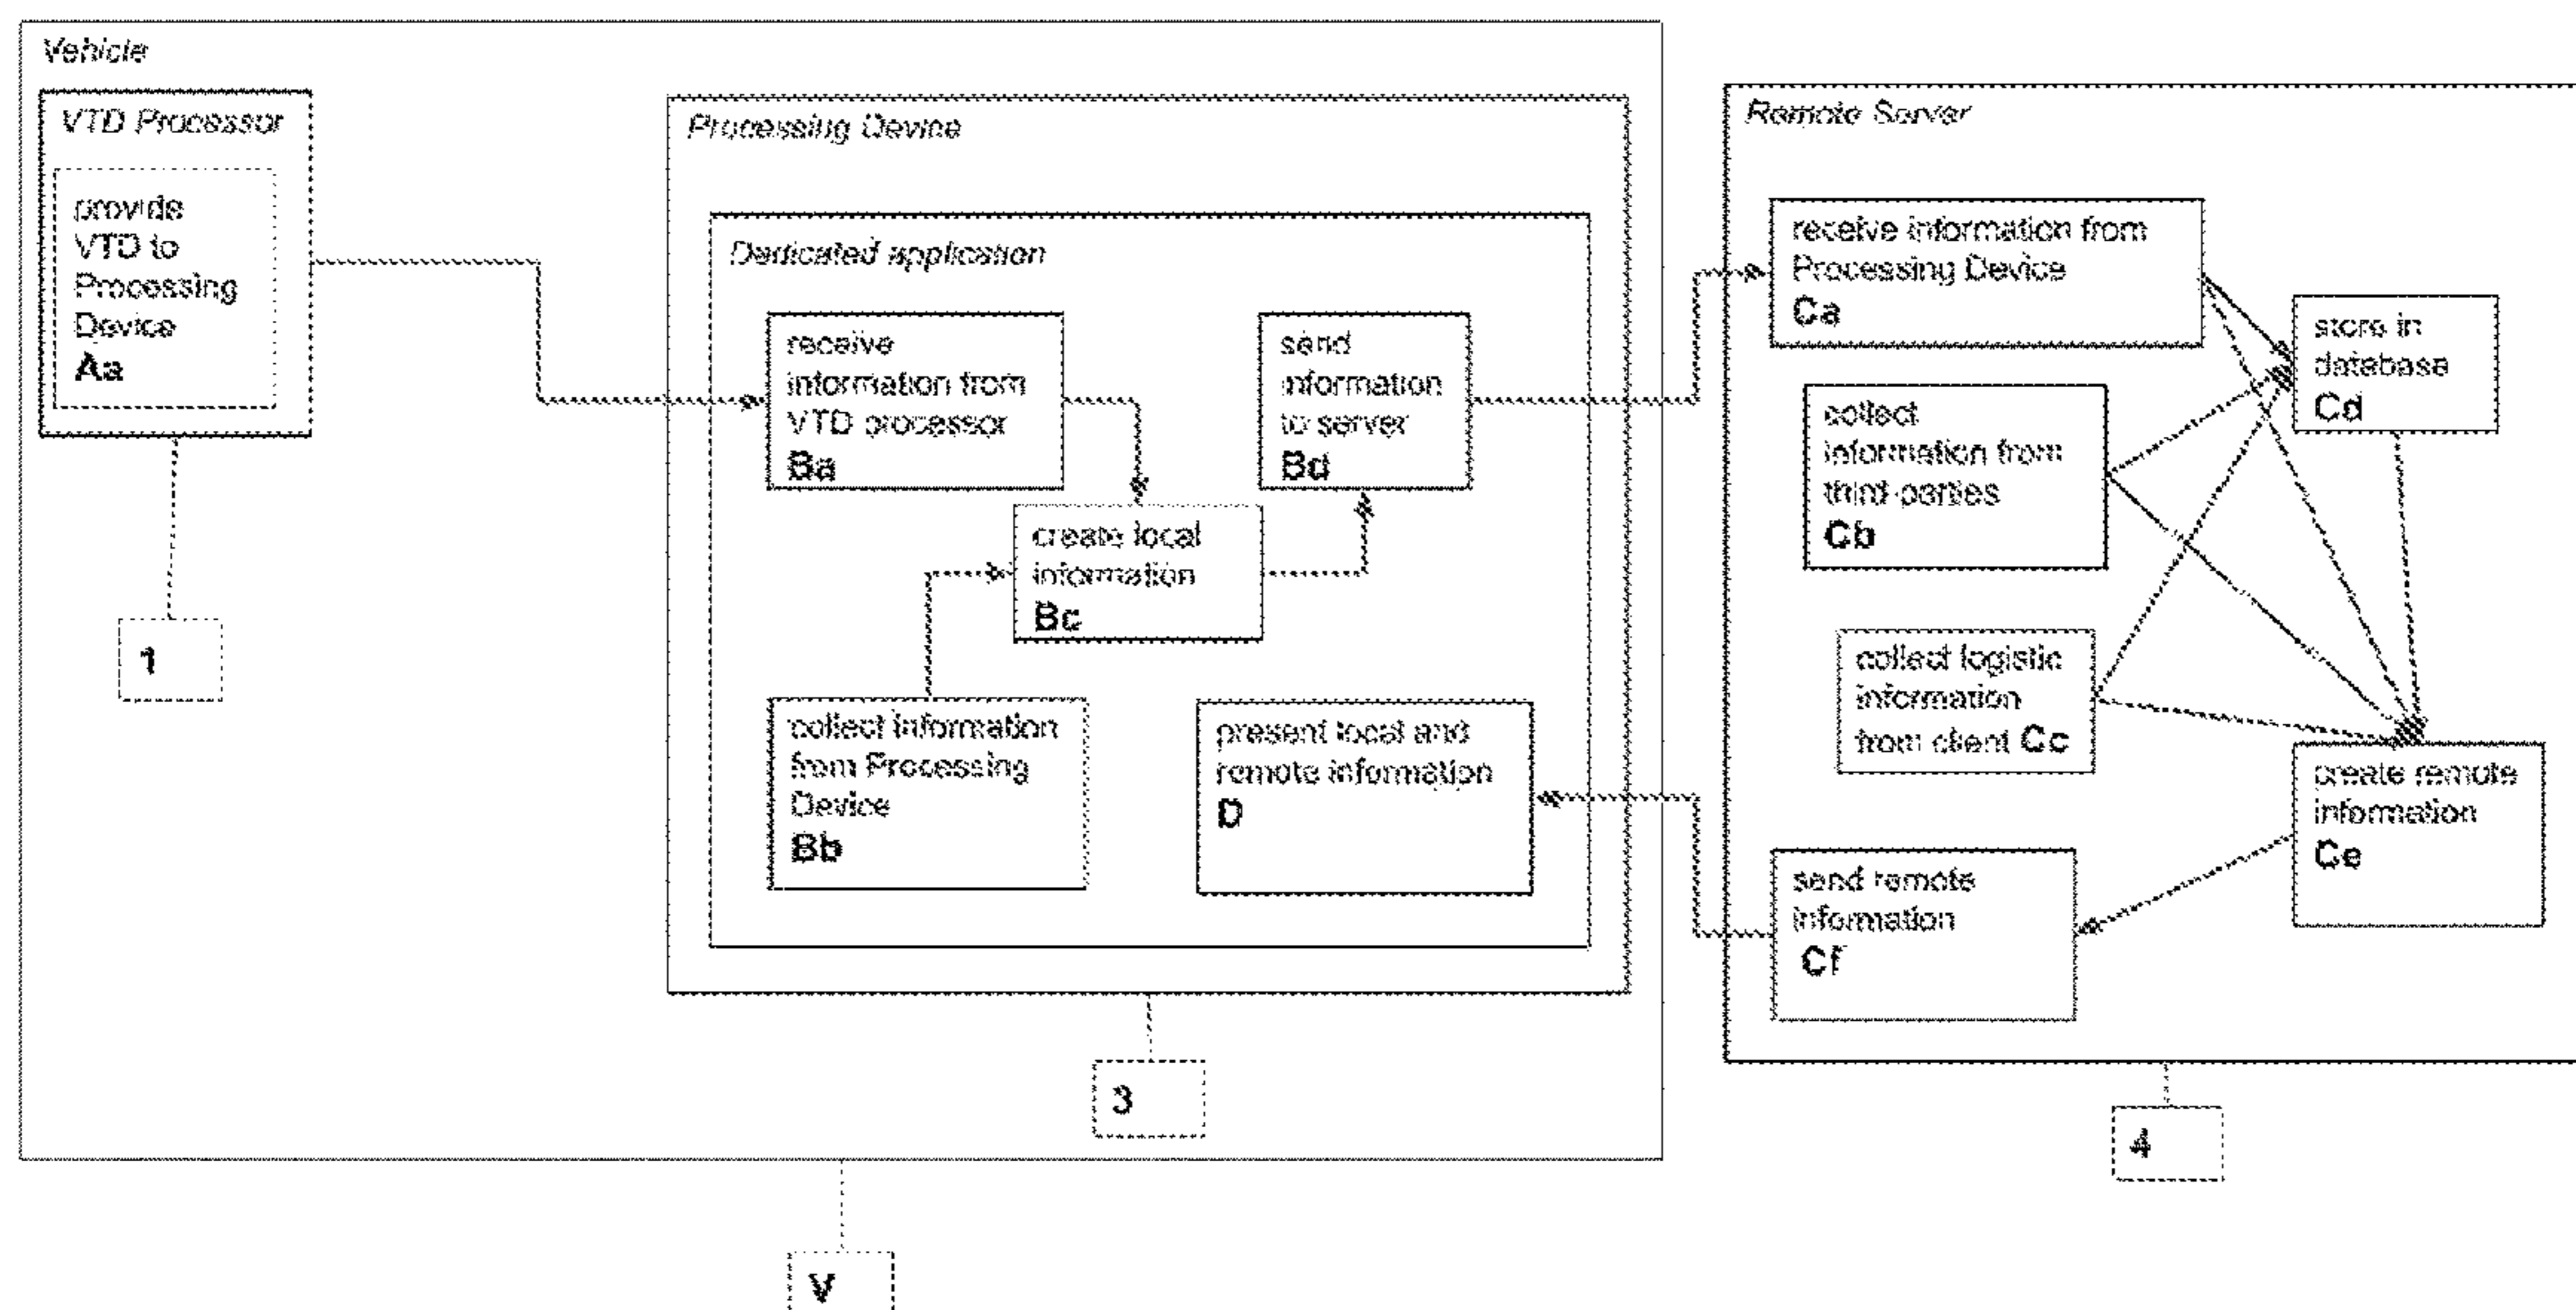 Vehicle
VTD Processor
provide
VTD to
Processing
Device
Aa
1
Processing Device
Dedicated application
receive
information from
VTD processor
Ba
send
information
to server
Bd
create local
information
Bc
collect information
from Processing
Device
Bb
present local and
remote information
D
3
V
Remote Server
receive information from
Processing Device
Ca
store in
database
Cd
collect
information from
third parties
Cb
collect logistic
information
from client Cc
create remote
information
Ce
send remote
information
Cf
4